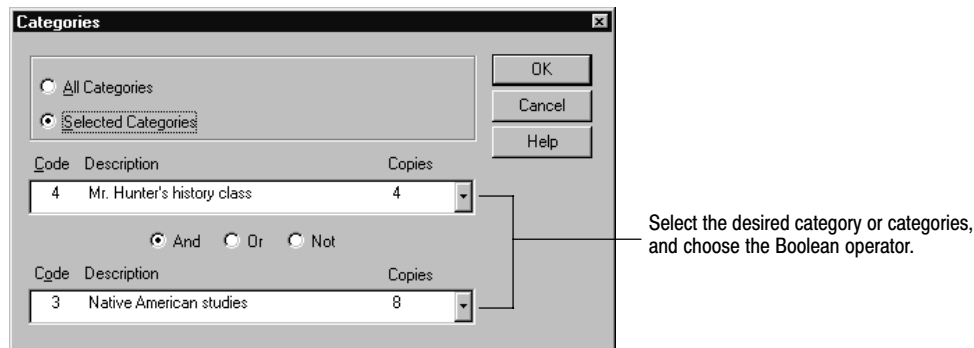 Categories
All Categories
Selected Categories
OK
Cancel
Help
Code Description Copies
4 Mr. Hunter's history class 4
And Or Not
Code Description Copies
3 Native American studies 8
Select the desired category or categories,
and choose the Boolean operator.